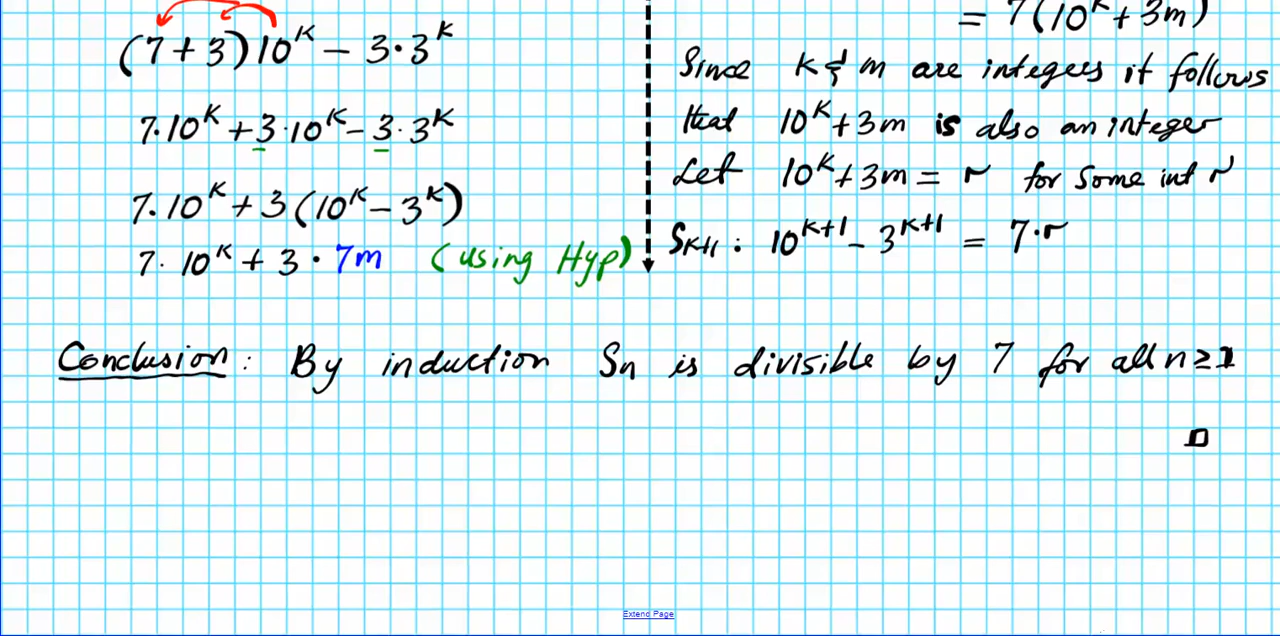 (7+3)10^K − 3·3^K
7·10^K + 3·10^K − 3·3^K
7·10^K + 3(10^K − 3^K)
7·10^K + 3·7m (using Hyp)
= 7(10^K + 3m)
Since K & m are integers it follows
that 10^K + 3m is also an integer
Let 10^K + 3m = r for some int r
S_K+1 : 10^K+1 − 3^K+1 = 7·r
Conclusion: By induction Sn is divisible by 7 for all n ≥ 1
□
Extend Page